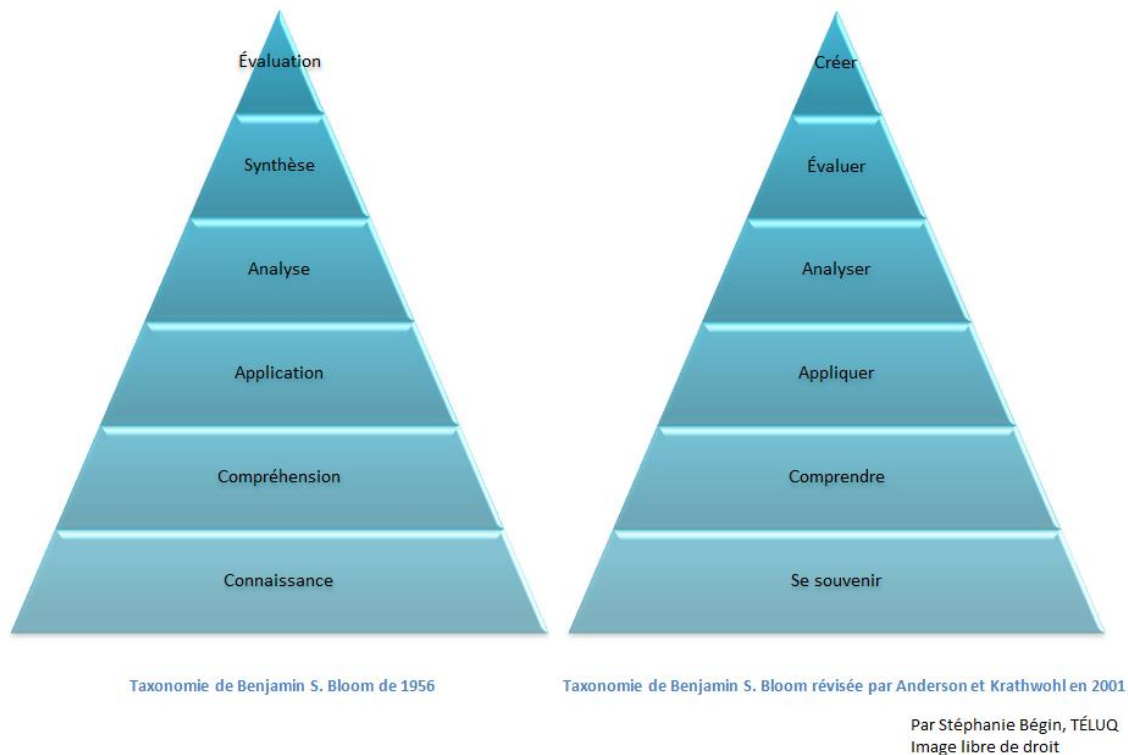 Évaluation
Synthèse
Analyse
Application
Compréhension
Connaissance
Taxonomie de Benjamin S. Bloom de 1956
Créer
Évaluer
Analyser
Appliquer
Comprendre
Se souvenir
Taxonomie de Benjamin S. Bloom révisée par Anderson et Krathwohl en 2001
Par Stéphanie Bégin, TÉLUQ
Image libre de droit